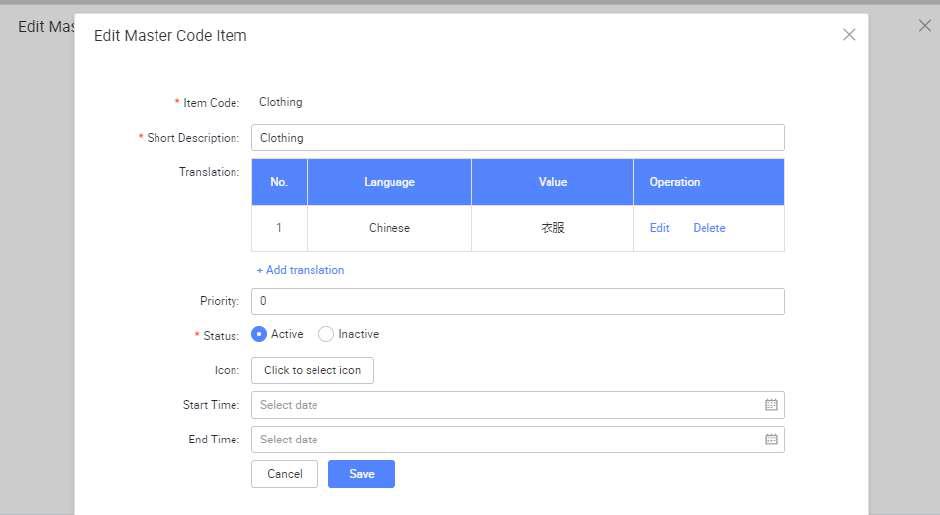 Edit Mas
Edit Master Code Item
* Item Code: Clothing
* Short Description: Clothing
Translation:
No. Language Value Operation
1 Chinese 衣服 Edit Delete
+ Add translation
Priority: 0
* Status: Active Inactive
Icon: Click to select icon
Start Time: Select date
End Time: Select date
Cancel Save